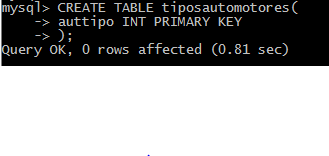 mysql> CREATE TABLE tiposautomotores(
    -> auttipo INT PRIMARY KEY
    -> );
Query OK, 0 rows affected (0.81 sec)
.